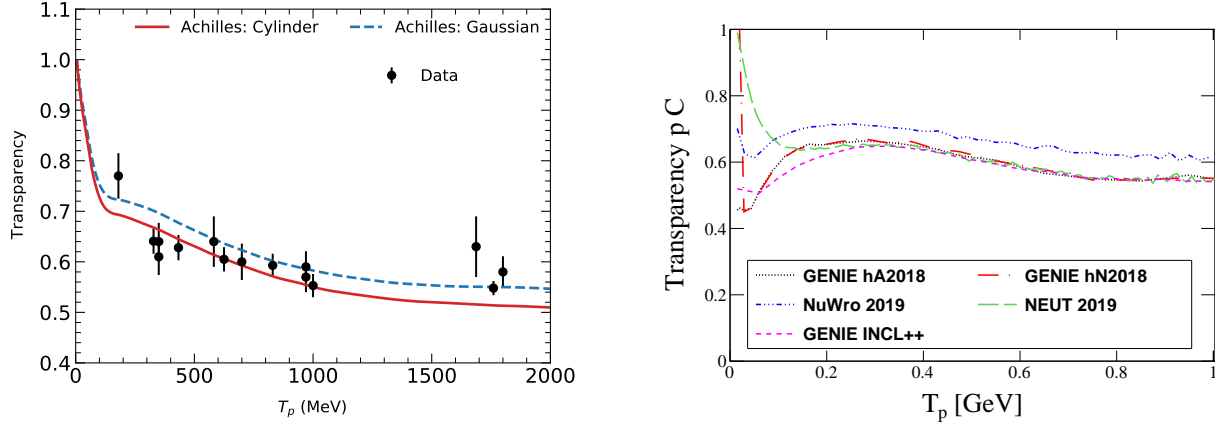 1.1
1.0
0.9
0.8
0.7
0.6
0.5
0.4
Transparency
Achilles: Cylinder
Achilles: Gaussian
Data
0 500 1000 1500 2000
T_p (MeV)
1
0.8
0.6
0.4
0.2
0
Transparency p C
GENIE hA2018
GENIE hN2018
NuWro 2019
NEUT 2019
GENIE INCL++
0 0.2 0.4 0.6 0.8 1
T_p [GeV]